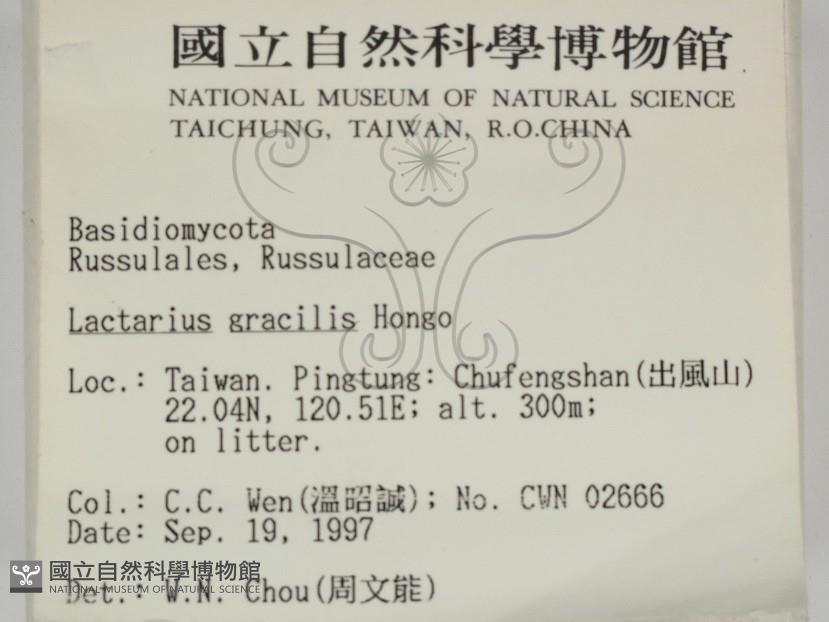 國立自然科學博物館
NATIONAL MUSEUM OF NATURAL SCIENCE
TAICHUNG, TAIWAN, R.O.CHINA
Basidiomycota
Russulales, Russulaceae
Lactarius gracilis Hongo
Loc.: Taiwan. Pingtung: Chufengshan(出風山)
22.04N, 120.51E; alt. 300m;
on litter.
Col.: C.C. Wen(溫昭誠); No. CWN 02666
Date: Sep. 19, 1997
Det.: W.N. Chou(周文能)
國立自然科學博物館
NATIONAL MUSEUM OF NATURAL SCIENCE